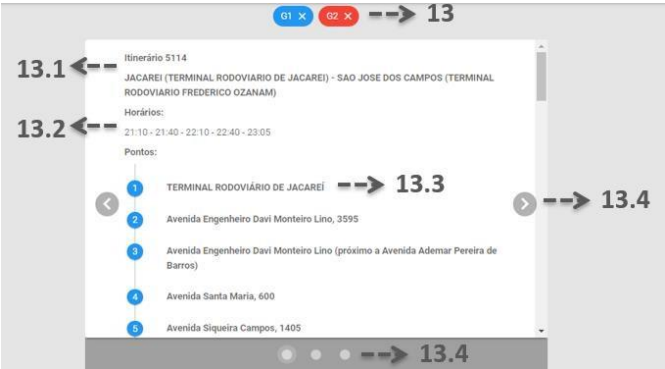 G1 X G2 X 13
13.1 Itinerário 5114
JACAREI (TERMINAL RODOVIARIO DE JACAREI) - SAO JOSE DOS CAMPOS (TERMINAL
RODOVIARIO FREDERICO OZANAM)
Horários:
13.2 21:10 - 21:40 - 22:10 - 22:40 - 23:05
Pontos:
1 TERMINAL RODOVIÁRIO DE JACAREÍ 13.3
13.4
2 Avenida Engenheiro Davi Monteiro Lino, 3595
3 Avenida Engenheiro Davi Monteiro Lino (próximo a Avenida Ademar Pereira de
Barros)
4 Avenida Santa Maria, 600
5 Avenida Siqueira Campos, 1405
13.4